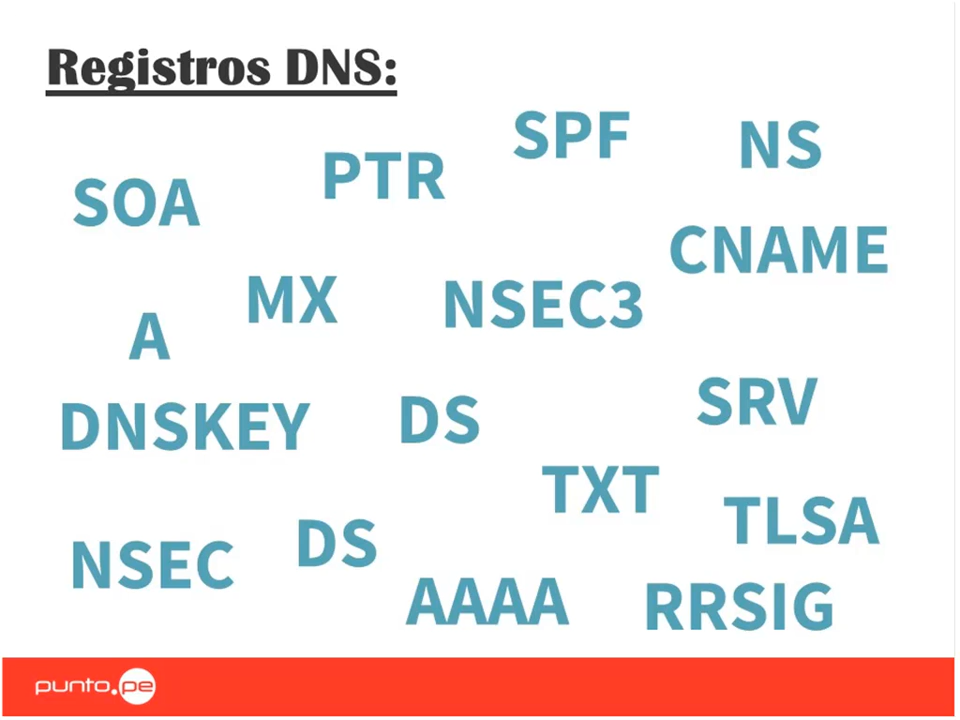 Registros DNS:
SPF
NS
PTR
SOA
CNAME
MX
NSEC3
A
SRV
DNSKEY
DS
TXT
TLSA
NSEC
DS
AAAA
RRSIG
punto.pe